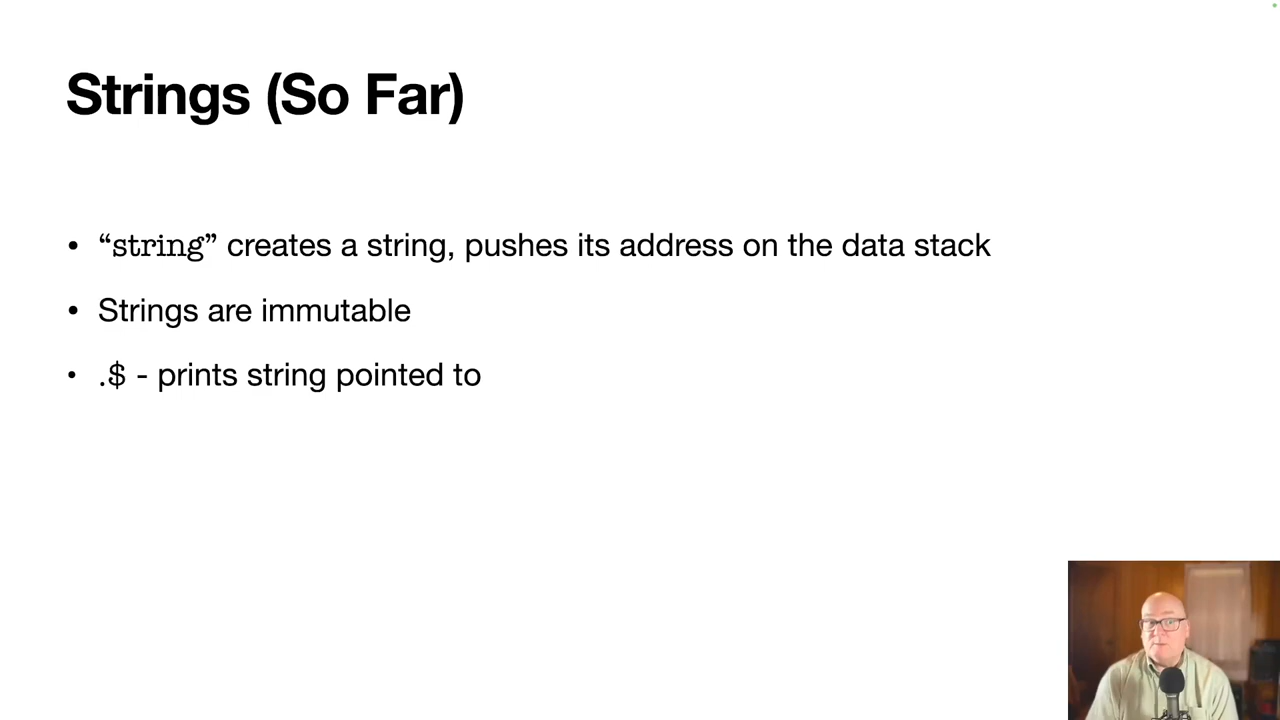 Strings (So Far)
• “string” creates a string, pushes its address on the data stack
• Strings are immutable
• .$ - prints string pointed to